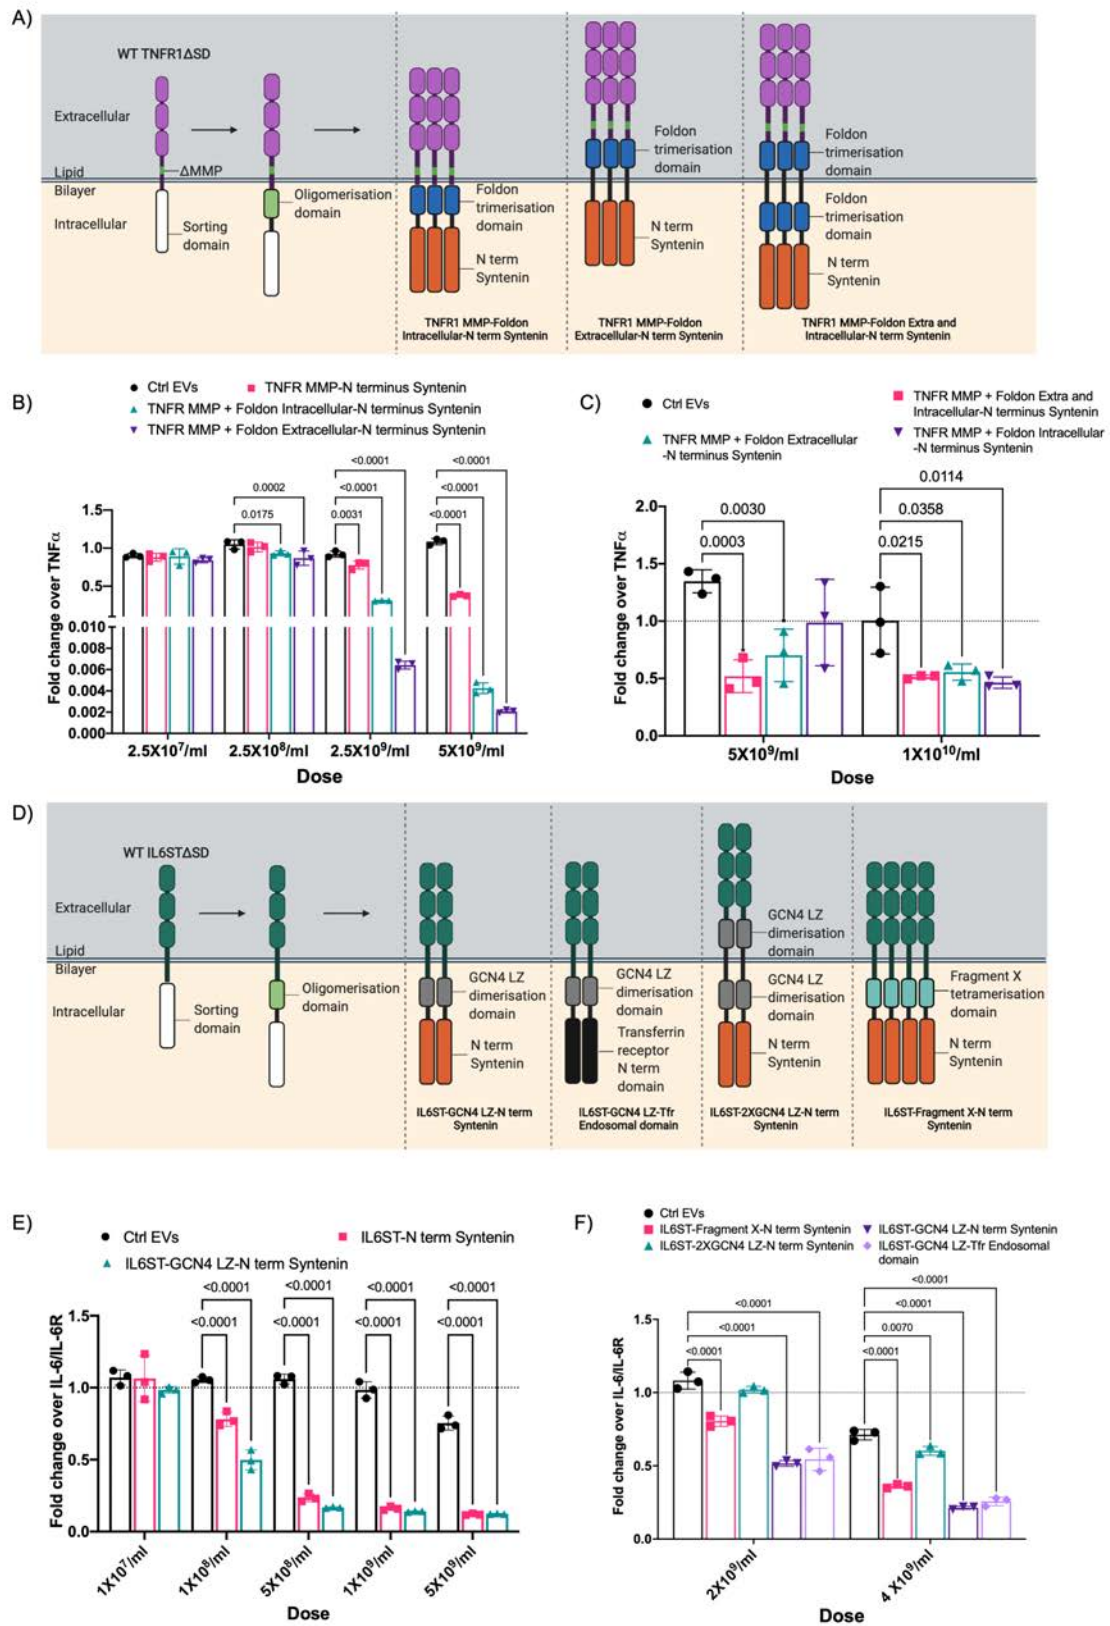 A)
WT TNFR1ΔSD
Extracellular
Lipid
Bilayer
Intracellular
ΔMMP
Sorting
domain
Oligomerisation
domain
Foldon
trimerisation
domain
N term
Syntenin
TNFR1 MMP-Foldon
Intracellular-N term Syntenin
Foldon
trimerisation
domain
N term
Syntenin
TNFR1 MMP-Foldon
Extracellular-N term Syntenin
Foldon
trimerisation
domain
Foldon
trimerisation
domain
N term
Syntenin
TNFR1 MMP-Foldon Extra and
Intracellular-N term Syntenin
B)
Ctrl EVs
TNFR MMP-N terminus Syntenin
TNFR MMP + Foldon Intracellular-N terminus Syntenin
TNFR MMP + Foldon Extracellular-N terminus Syntenin
Fold change over TNFα
1.5
1.0
0.5
0.010
0.008
0.006
0.004
0.002
0.000
0.0002
0.0175
<0.0001
<0.0001
0.0031
<0.0001
<0.0001
<0.0001
2.5X10⁷/ml
2.5X10⁸/ml
2.5X10⁹/ml
5X10⁹/ml
Dose
C)
Ctrl EVs
TNFR MMP + Foldon Extra and
Intracellular-N terminus Syntenin
TNFR MMP + Foldon Extracellular
-N terminus Syntenin
TNFR MMP + Foldon Intracellular
-N terminus Syntenin
Fold change over TNFα
2.0
1.5
1.0
0.5
0.0
0.0030
0.0003
0.0114
0.0358
0.0215
5X10⁹/ml
1X10¹⁰/ml
Dose
D)
WT IL6STΔSD
Extracellular
Lipid
Bilayer
Intracellular
Sorting
domain
Oligomerisation
domain
GCN4 LZ
dimerisation
domain
N term
Syntenin
IL6ST-GCN4 LZ-N term
Syntenin
GCN4 LZ
dimerisation
domain
Transferrin
receptor
N term
domain
IL6ST-GCN4 LZ-Tfr
Endosomal domain
GCN4 LZ
dimerisation
domain
GCN4 LZ
dimerisation
domain
N term
Syntenin
IL6ST-2XGCN4 LZ-N term
Syntenin
Fragment X
tetramerisation
domain
N term
Syntenin
IL6ST-Fragment X-N term
Syntenin
E)
Ctrl EVs
IL6ST-N term Syntenin
IL6ST-GCN4 LZ-N term Syntenin
Fold change over IL-6/IL-6R
1.5
1.0
0.5
0.0
<0.0001
<0.0001
<0.0001
<0.0001
<0.0001
<0.0001
<0.0001
<0.0001
1X10⁷/ml
1X10⁸/ml
5X10⁸/ml
1X10⁹/ml
5X10⁹/ml
Dose
F)
Ctrl EVs
IL6ST-Fragment X-N term Syntenin
IL6ST-GCN4 LZ-N term Syntenin
IL6ST-2XGCN4 LZ-N term Syntenin
IL6ST-GCN4 LZ-Tfr Endosomal
domain
Fold change over IL-6/IL-6R
1.5
1.0
0.5
0.0
<0.0001
<0.0001
<0.0001
<0.0001
<0.0001
0.0070
<0.0001
2X10⁹/ml
4 X10⁹/ml
Dose